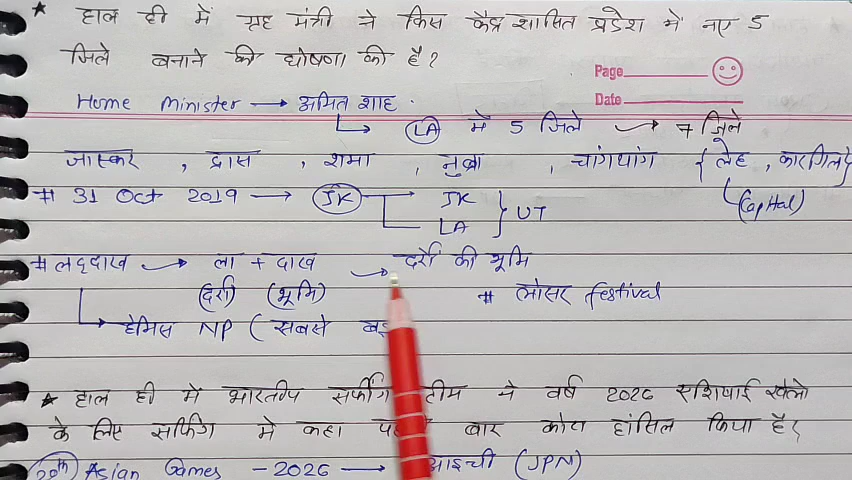 * हाल ही में गृह मंत्री ने किस केंद्र शासित प्रदेश में नए 5
जिले बनाने की घोषणा की है?
Page
Date
Home minister → अमित शाह.
↳ LA में 5 जिले → 7 जिले
जास्कर, द्रास, शमा, नुब्रा, चांगथांग { लेह, कारगिल }
(Capital)
# 31 Oct 2019 → JK → JK
LA } UT
# लद्दाख → ला + दाख → दर्रो की भूमि
(दर्रा) (भूमि) # लोसर festival
↳ हेमिस NP (सबसे
* हाल ही में भारतीय सर्फिंग टीम ने वर्ष 2026 एशियाई खेलो
के लिए सर्फिंग मे कहा बार कोटा हांसिल किया है?
20th Asian Games - 2026 → आइची (JPN)